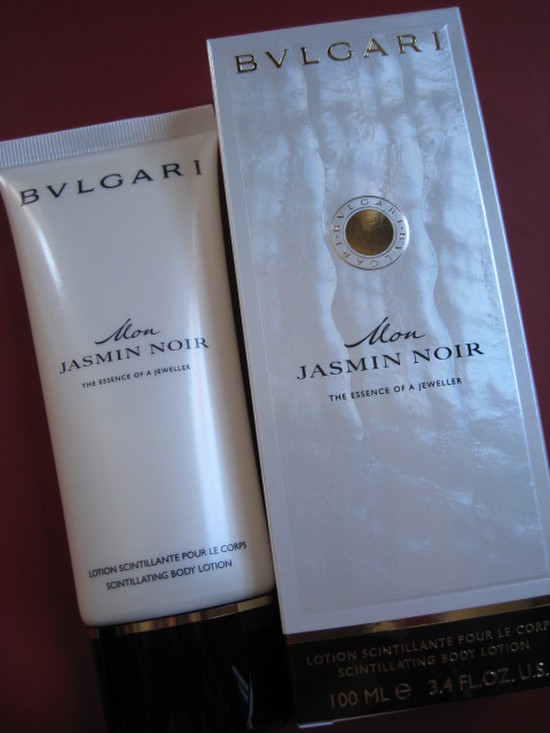 BVLGARI
Mon
JASMIN NOIR
THE ESSENCE OF A JEWELLER
LOTION SCINTILLANTE POUR LE CORPS
SCINTILLATING BODY LOTION
BVLGARI
BVLGARI · BVLGARI ·
Mon
JASMIN NOIR
THE ESSENCE OF A JEWELLER
LOTION SCINTILLANTE POUR LE CORPS
SCINTILLATING BODY LOTION
100 ML ℮ 3.4 FL.OZ. U.S.